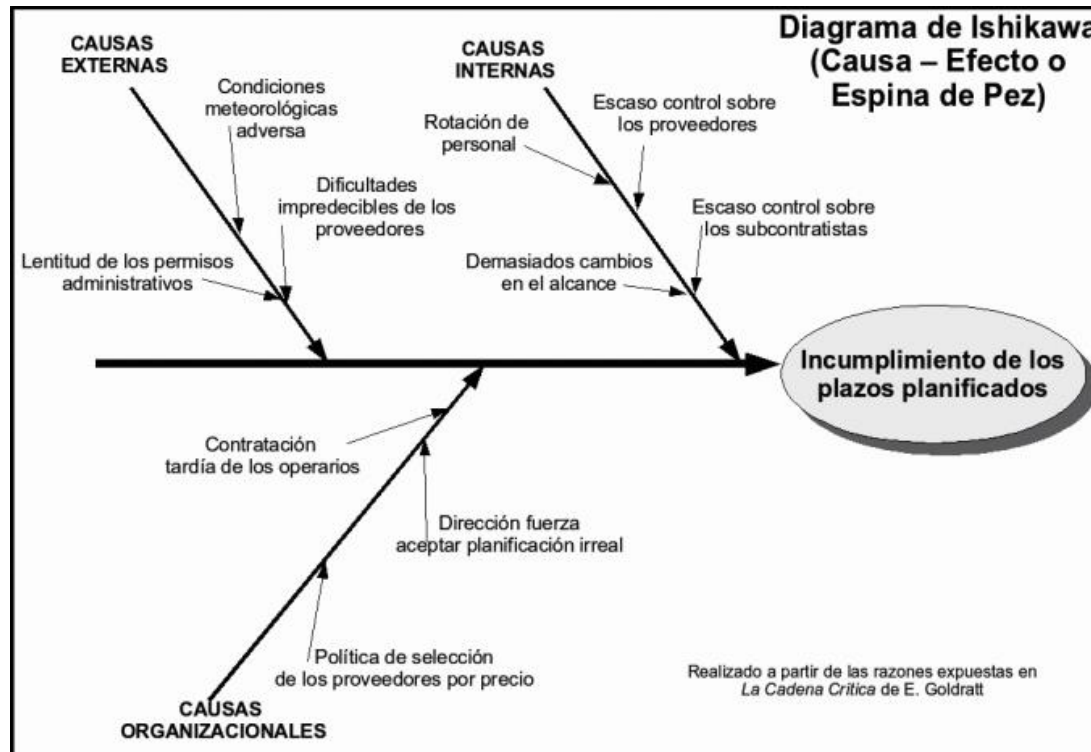 Diagrama de Ishikawa
(Causa – Efecto o
Espina de Pez)
CAUSAS
EXTERNAS
Condiciones
meteorológicas
adversa
Dificultades
impredecibles de los
proveedores
Lentitud de los permisos
administrativos
CAUSAS
INTERNAS
Rotación de
personal
Escaso control sobre
los proveedores
Escaso control sobre
los subcontratistas
Demasiados cambios
en el alcance
Incumplimiento de los
plazos planificados
Contratación
tardía de los operarios
Dirección fuerza
aceptar planificación irreal
Política de selección
de los proveedores por precio
CAUSAS
ORGANIZACIONALES
Realizado a partir de las razones expuestas en
La Cadena Critica de E. Goldratt